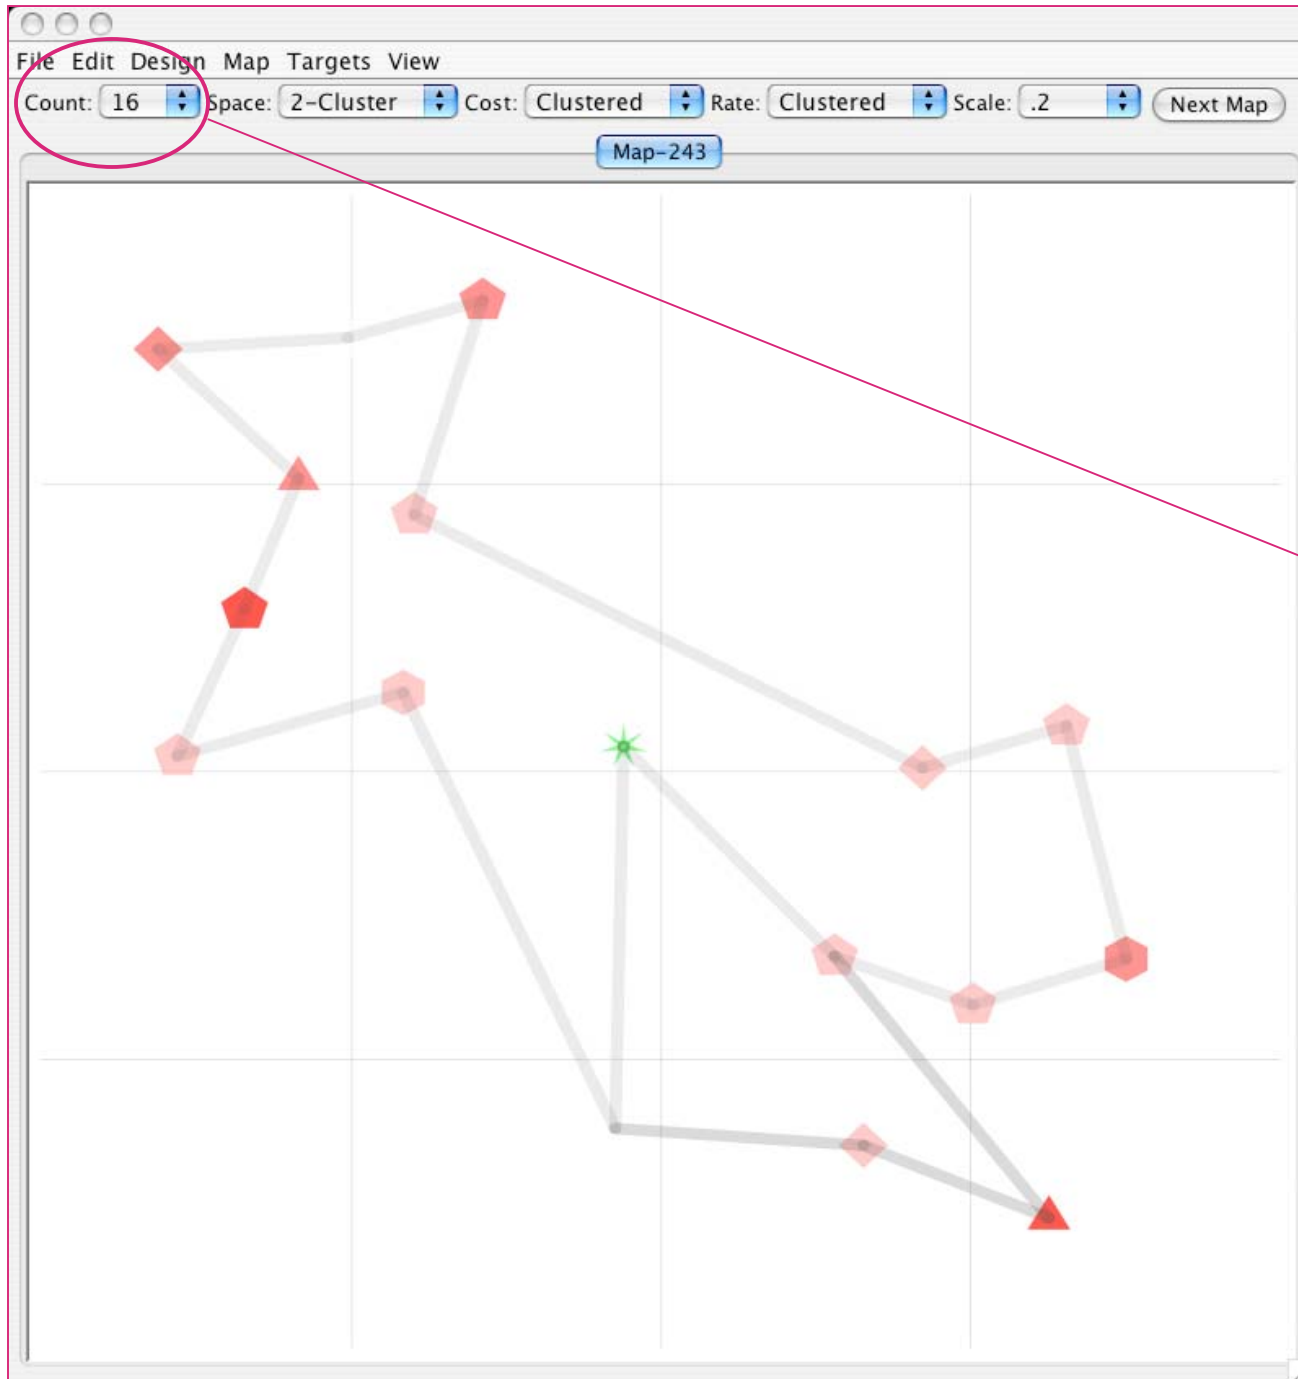 File Edit Design Map Targets View
Count: 16 Space: 2-Cluster Cost: Clustered Rate: Clustered Scale: .2 Next Map
Map-243